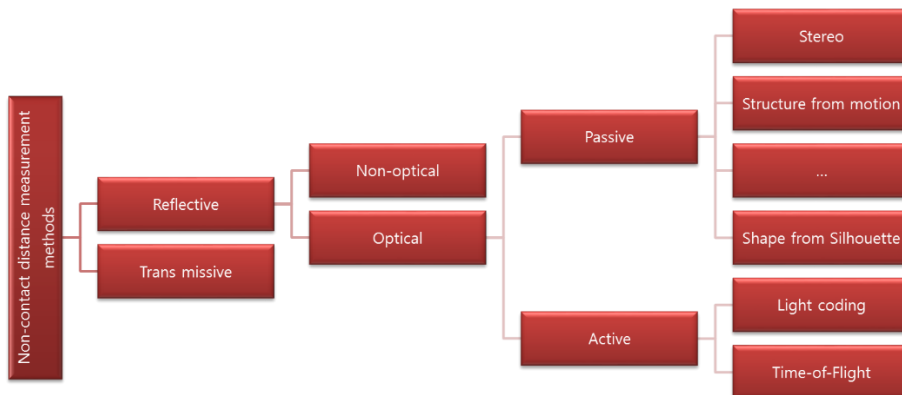 Non-contact distance measurement
methods
Reflective
Trans missive
Non-optical
Optical
Passive
Active
Stereo
Structure from motion
...
Shape from Silhouette
Light coding
Time-of-Flight